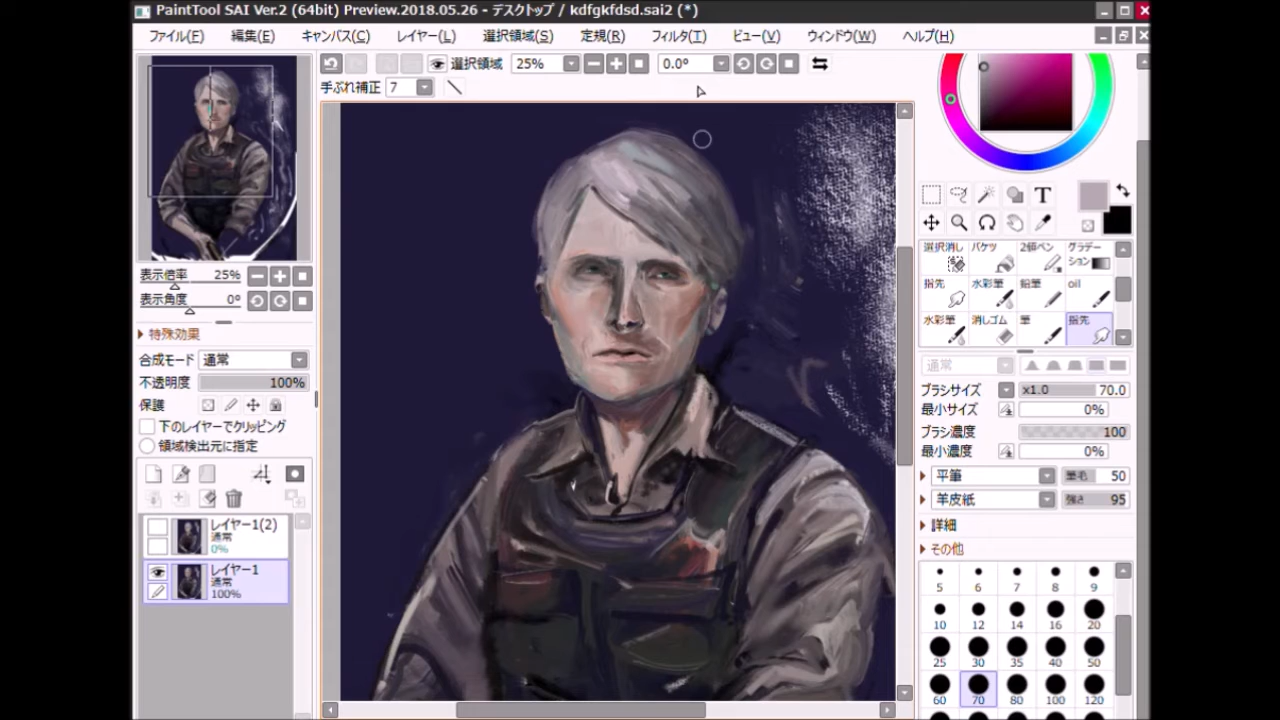 PaintTool SAI Ver.2 (64bit) Preview.2018.05.26 - デスクトップ / kdfgkfdsd.sai2 (*)
ファイル(F) 編集(E) キャンバス(C) レイヤー(L) 選択領域(S) 定規(R) フィルタ(T) ビュー(V) ウィンドウ(W) ヘルプ(H)
選択領域 25% 0.0°
手ぶれ補正 7
表示倍率 25%
表示角度 0°
特殊効果
合成モード 通常
不透明度 100%
保護
下のレイヤーでクリッピング
領域検出元に指定
レイヤー1(2)
通常
0%
レイヤー1
通常
100%
T
選択消し バケツ 2値ペン グラデーション
指先 水彩筆 鉛筆 oil
水彩筆 消しゴム 筆 指先
通常
ブラシサイズ x1.0 70.0
最小サイズ 0%
ブラシ濃度 100
最小濃度 0%
平筆 筆毛 50
羊皮紙 強さ 95
詳細
その他
5 6 7 8 9
10 12 14 16 20
25 30 35 40 50
60 70 80 100 120